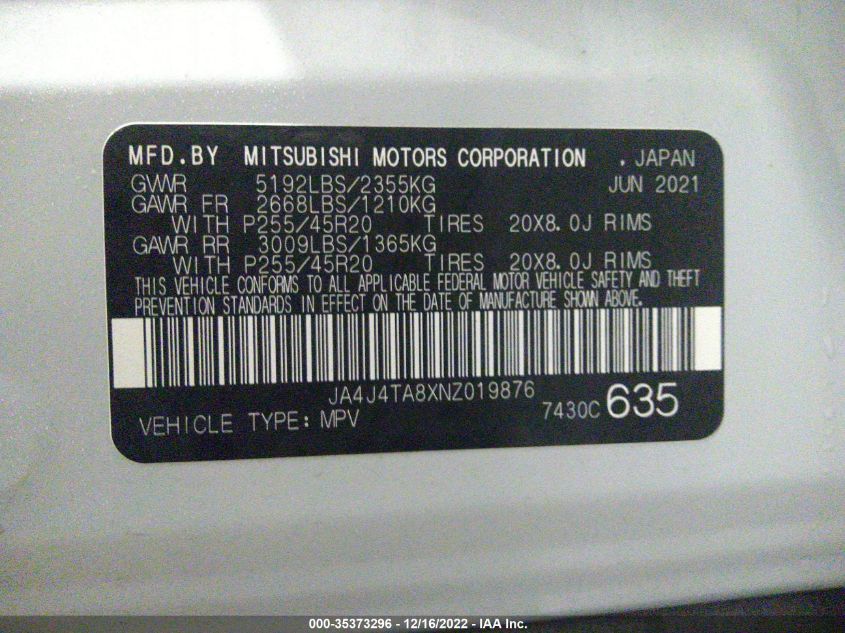 MFD.BY MITSUBISHI MOTORS CORPORATION . JAPAN
GVWR 5192LBS/2355KG JUN 2021
GAWR FR 2668LBS/1210KG
WITH P255/45R20 TIRES 20X8.0J RIMS
GAWR RR 3009LBS/1365KG
WITH P255/45R20 TIRES 20X8.0J RIMS
THIS VEHICLE CONFORMS TO ALL APPLICABLE FEDERAL MOTOR VEHICLE SAFETY AND THEFT
PREVENTION STANDARDS IN EFFECT ON THE DATE OF MANUFACTURE SHOWN ABOVE.
JA4J4TA8XNZ019876
VEHICLE TYPE: MPV 7430C 635
000-35373296 - 12/16/2022 - IAA Inc.